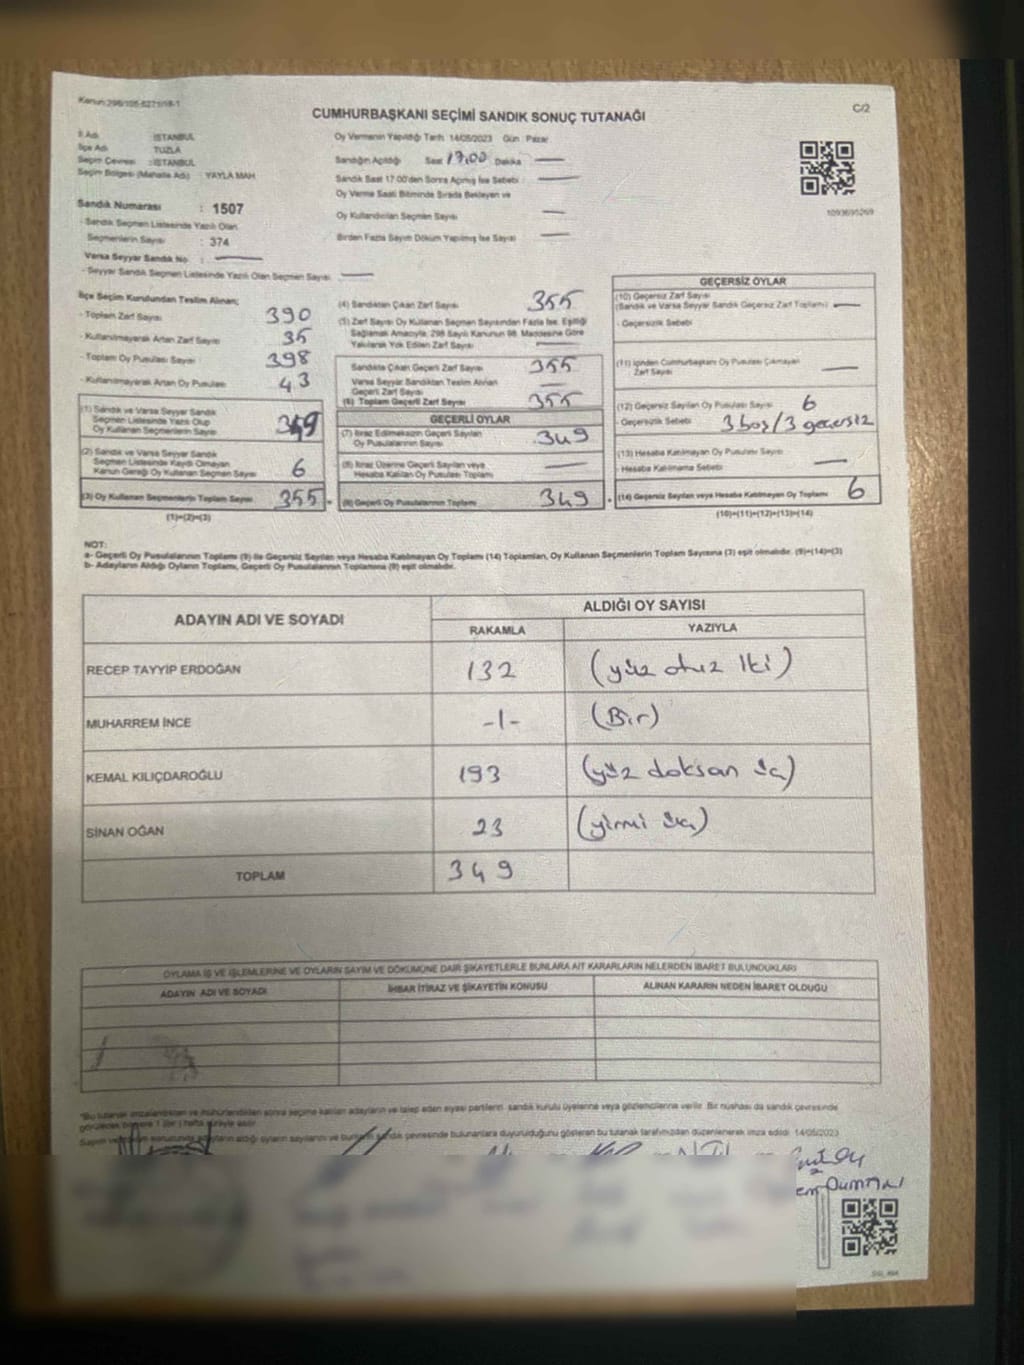 Kanun:298/105-6271/18-1
CUMHURBAŞKANI SEÇİMİ SANDIK SONUÇ TUTANAĞI
C/2
İl Adı : İSTANBUL
İlçe Adı : TUZLA
Seçim Çevresi : İSTANBUL
Seçim Bölgesi (Mahalle Adı) : YAYLA MAH
Sandık Numarası : 1507
- Sandık Seçmen Listesinde Yazılı Olan
Seçmenlerin Sayısı : 374
Varsa Seyyar Sandık No :
- Seyyar Sandık Seçmen Listesinde Yazılı Olan Seçmen Sayısı
Oy Vermenin Yapıldığı Tarih 14/05/2023 Gün Pazar
Sandığın Açıldığı Saat 17,00 Dakika
Sandık Saat 17:00'den Sonra Açılmış İse Sebebi
Oy Verme Saati Bitiminde Sırada Bekleyen ve
Oy Kullandırılan Seçmen Sayısı
Birden Fazla Sayım Döküm Yapılmış İse Sayısı
1093695269
İlçe Seçim Kurulundan Teslim Alınan;
- Toplam Zarf Sayısı 390
- Kullanılmayarak Artan Zarf Sayısı 35
- Toplam Oy Pusulası Sayısı 398
- Kullanılmayarak Artan Oy Pusulası 43
(1) Sandık ve Varsa Seyyar Sandık
Seçmen Listesinde Yazılı Olup
Oy Kullanan Seçmenlerin Sayısı 349
(2) Sandık ve Varsa Seyyar Sandık
Seçmen Listesinde Kaydı Olmayan
Kanun Gereği Oy Kullanan Seçmen Sayısı 6
(3) Oy Kullanan Seçmenlerin Toplam Sayısı 355
(1)+(2)=(3)
(4) Sandıktan Çıkan Zarf Sayısı 355
(5) Zarf Sayısı Oy Kullanan Seçmen Sayısından Fazla İse, Eşitliği
Sağlamak Amacıyla, 298 Sayılı Kanunun 98. Maddesine Göre
Yakılarak Yok Edilen Zarf Sayısı
Sandıkta Çıkan Geçerli Zarf Sayısı 355
Varsa Seyyar Sandıktan Teslim Alınan
Geçerli Zarf Sayısı
(6) Toplam Geçerli Zarf Sayısı 355
GEÇERLİ OYLAR
(7) İtiraz Edilmeksizin Geçerli Sayılan
Oy Pusulalarının Sayısı 349
(8) İtiraz Üzerine Geçerli Sayılan veya
Hesaba Katılan Oy Pusulaları Toplamı
(9) Geçerli Oy Pusulalarının Toplamı 349
GEÇERSİZ OYLAR
(10) Geçersiz Zarf Sayısı
(Sandık ve Varsa Seyyar Sandık Geçersiz Zarf Toplamı)
- Geçersizlik Sebebi
(11) İçinden Cumhurbaşkanı Oy Pusulası Çıkmayan
Zarf Sayısı
(12) Geçersiz Sayılan Oy Pusulası Sayısı 6
- Geçersizlik Sebebi 3 boş/3 geçersiz
(13) Hesaba Katılmayan Oy Pusulası Sayısı
- Hesaba Katılmama Sebebi
(14) Geçersiz Sayılan veya Hesaba Katılmayan Oy Toplamı 6
(10)+(11)+(12)+(13)=(14)
NOT:
a- Geçerli Oy Pusulalarının Toplamı (9) ile Geçersiz Sayılan veya Hesaba Katılmayan Oy Toplamı (14) Toplamları, Oy Kullanan Seçmenlerin Toplam Sayısına (3) eşit olmalıdır. (9)+(14)=(3)
b- Adayların Aldığı Oyların Toplamı, Geçerli Oy Pusulalarının Toplamına (9) eşit olmalıdır.
ADAYIN ADI VE SOYADI
ALDIĞI OY SAYISI
RAKAMLA YAZIYLA
RECEP TAYYİP ERDOĞAN 132 (yüz otuz iki)
MUHARREM İNCE -1- (Bir)
KEMAL KILIÇDAROĞLU 193 (yüz doksan üç)
SİNAN OĞAN 23 (yirmi üç)
TOPLAM 349
OYLAMA İŞ VE İŞLEMLERİNE VE OYLARIN SAYIM VE DÖKÜMÜNE DAİR ŞİKAYETLERLE BUNLARA AİT KARARLARIN NELERDEN İBARET BULUNDUKLARI
ADAYIN ADI VE SOYADI İHBAR İTİRAZ VE ŞİKAYETİN KONUSU ALINAN KARARIN NEDEN İBARET OLDUĞU
*Bu tutanak imzalandıktan ve mühürlendikten sonra seçime katılan adayların ve talep eden siyasi partilerin sandık kurulu üyelerine veya gözlemcilerine verilir. Bir nüshası da sandık çevresinde
görülecek bir yere 1 (bir) hafta süreyle asılır.
adayların aldığı oyların sayılarını ve bunların sandık çevresinde bulunanlara duyurulduğunu gösteren bu tutanak tarafımızdan düzenlenerek imza edildi. 14/05/2023